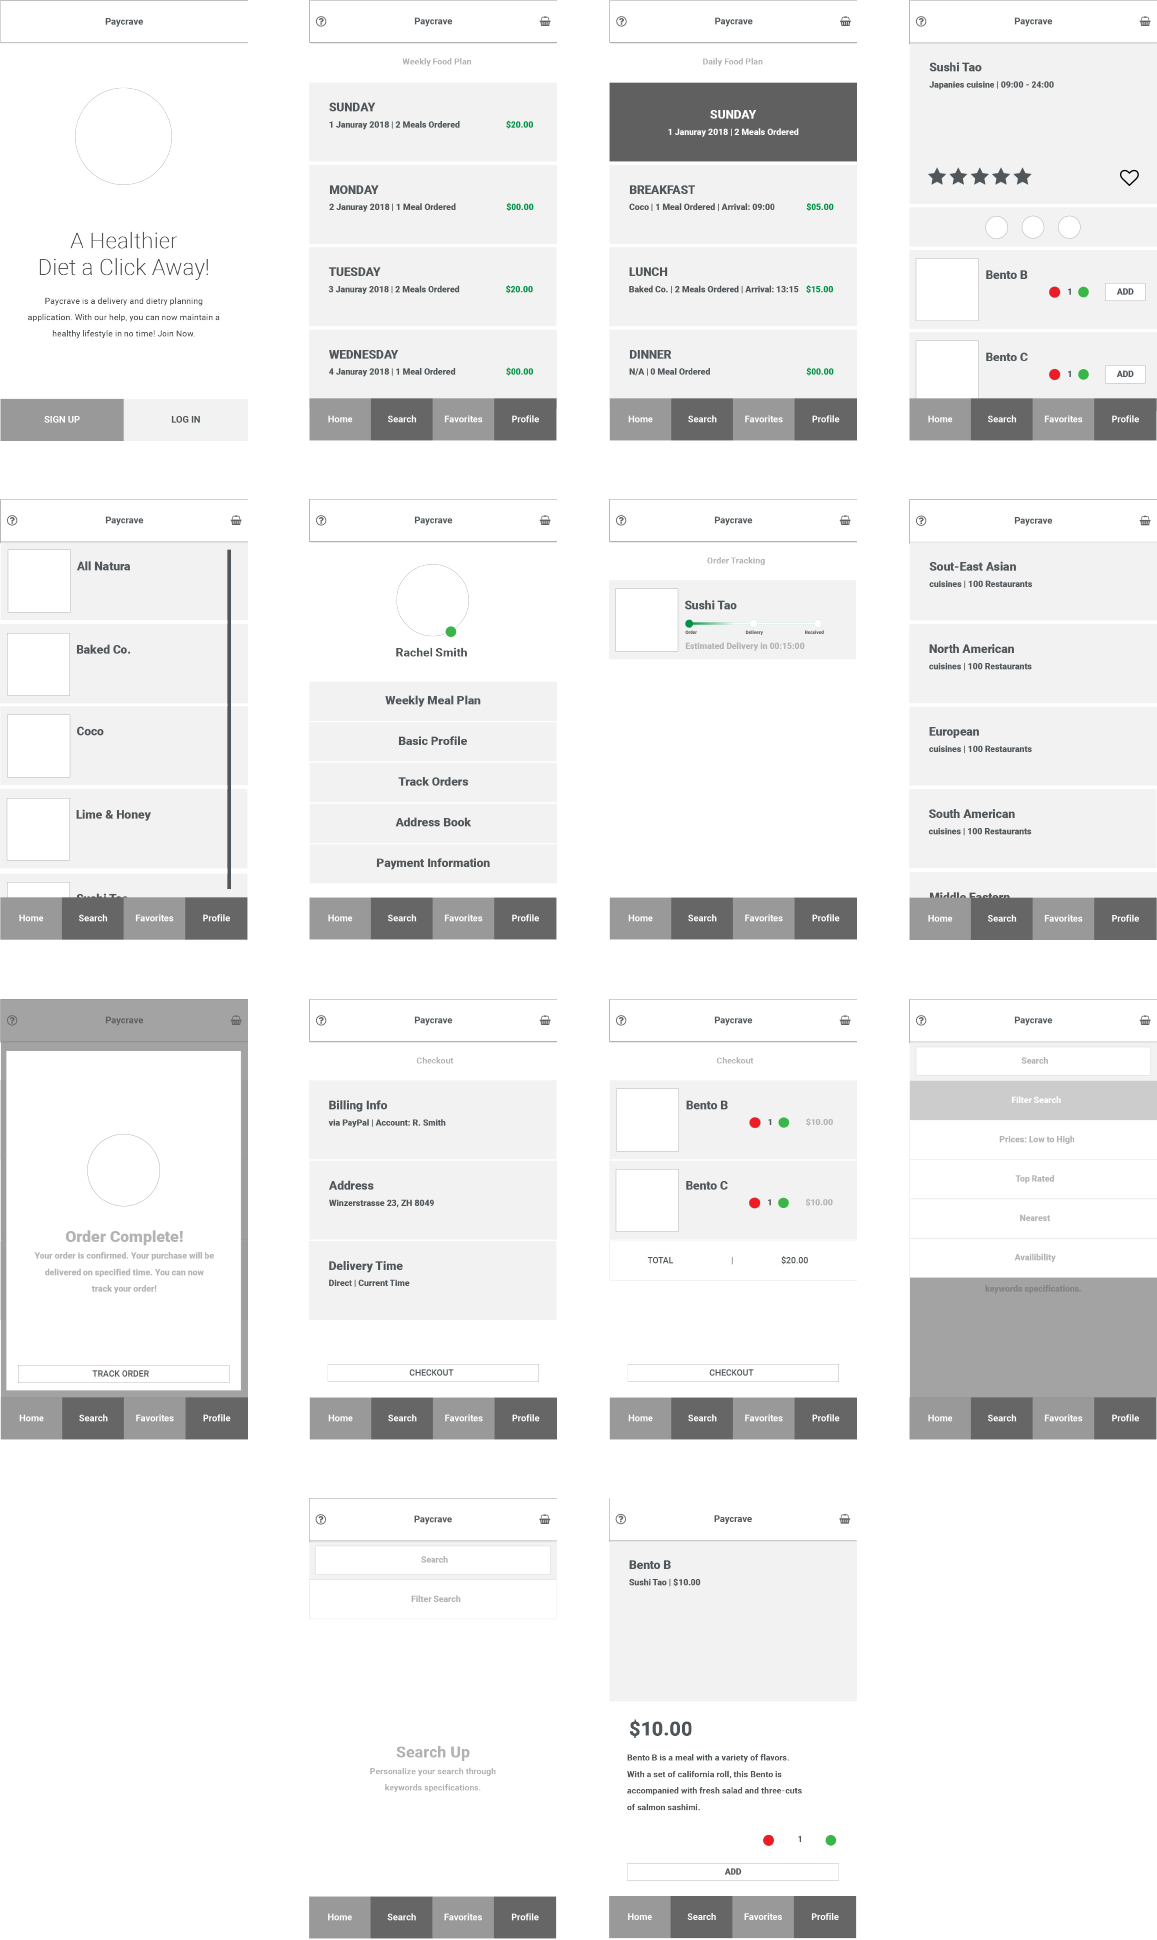 Paycrave
A Healthier
Diet a Click Away!
Paycrave is a delivery and dietry planning
application. With our help, you can now maintain a
healthy lifestyle in no time! Join Now.
SIGN UP
LOG IN
Paycrave
Weekly Food Plan
SUNDAY
1 Januray 2018 | 2 Meals Ordered $20.00
MONDAY
2 Januray 2018 | 1 Meal Ordered $00.00
TUESDAY
3 Januray 2018 | 2 Meals Ordered $20.00
WEDNESDAY
4 Januray 2018 | 1 Meal Ordered $00.00
Home Search Favorites Profile
Paycrave
Daily Food Plan
SUNDAY
1 Januray 2018 | 2 Meals Ordered
BREAKFAST
Coco | 1 Meal Ordered | Arrival: 09:00 $05.00
LUNCH
Baked Co. | 2 Meals Ordered | Arrival: 13:15 $15.00
DINNER
N/A | 0 Meal Ordered $00.00
Home Search Favorites Profile
Paycrave
Sushi Tao
Japanies cuisine | 09:00 - 24:00
Bento B
1 ADD
Bento C
1 ADD
Home Search Favorites Profile
Paycrave
All Natura
Baked Co.
Coco
Lime & Honey
Sushi Tao
Home Search Favorites Profile
Paycrave
Rachel Smith
Weekly Meal Plan
Basic Profile
Track Orders
Address Book
Payment Information
Home Search Favorites Profile
Paycrave
Order Tracking
Sushi Tao
Order Delivery Received
Estimated Delivery in 00:15:00
Home Search Favorites Profile
Paycrave
Sout-East Asian
cuisines | 100 Restaurants
North American
cuisines | 100 Restaurants
European
cuisines | 100 Restaurants
South American
cuisines | 100 Restaurants
Middle Eastern
Home Search Favorites Profile
Paycrave
Order Complete!
Your order is confirmed. Your purchase will be
delivered on specified time. You can now
track your order!
TRACK ORDER
Home Search Favorites Profile
Paycrave
Checkout
Billing Info
via PayPal | Account: R. Smith
Address
Winzerstrasse 23, ZH 8049
Delivery Time
Direct | Current Time
CHECKOUT
Home Search Favorites Profile
Paycrave
Checkout
Bento B
1 $10.00
Bento C
1 $10.00
TOTAL | $20.00
CHECKOUT
Home Search Favorites Profile
Paycrave
Search
Filter Search
Prices: Low to High
Top Rated
Nearest
Availibility
keywords specifications.
Home Search Favorites Profile
Paycrave
Search
Filter Search
Search Up
Personalize your search through
keywords specifications.
Home Search Favorites Profile
Paycrave
Bento B
Sushi Tao | $10.00
$10.00
Bento B is a meal with a variety of flavors.
With a set of california roll, this Bento is
accompanied with fresh salad and three-cuts
of salmon sashimi.
1
ADD
Home Search Favorites Profile